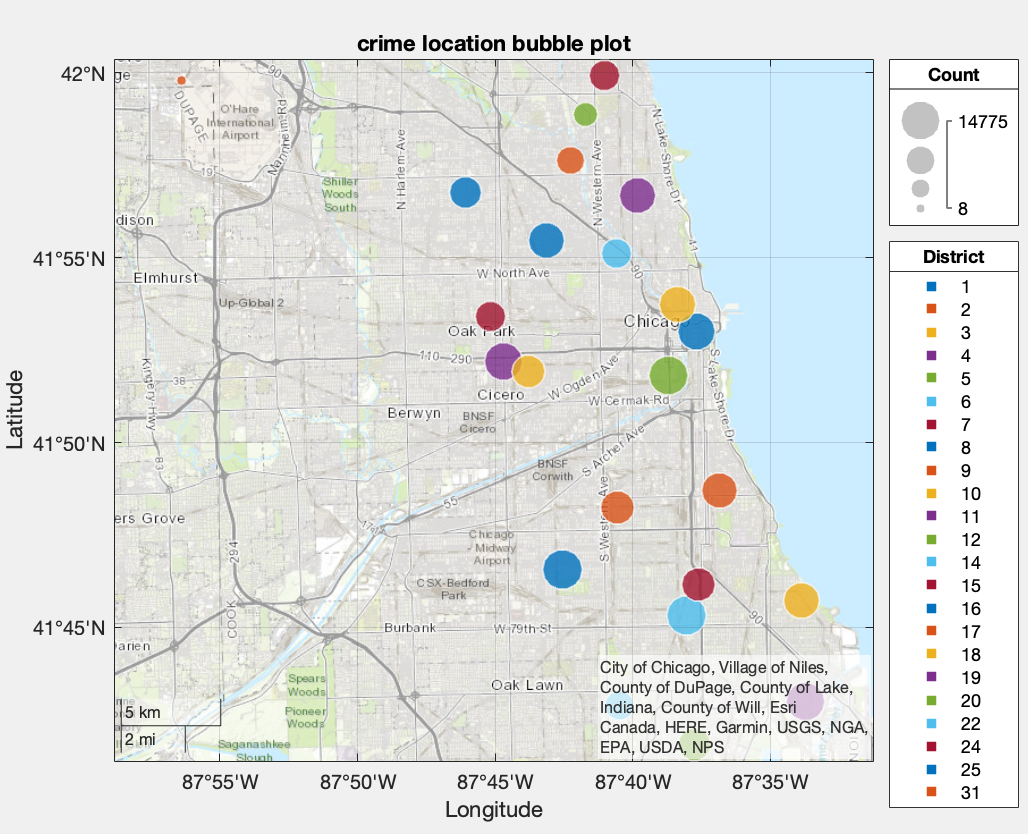 crime location bubble plot
42°N
41°55'N
41°50'N
41°45'N
Latitude
ge
90
DUPAGE
O'Hare
International
Airport
Mannheim Rd
19
N Harlem Ave
Shiller
Woods
South
N Western Ave
N Lake-Shore-Dr
41
dison
Elmhurst
W North Ave
90
Up-Global 2
Chicago
Oak Park
110
290
Kingery-Hwy
38
Cicero
W Ogden Ave
S Lake-Shore-Dr
W Cermak-Rd
Berwyn
BNSF
Cicero
S Archer Ave
83
BNSF
Corwith
55
S Western Ave
ers Grove
171
Chicago
Midway
Airport
294
CSX-Bedford
Park
COOK
Burbank
W 79th-St
90
Darien
Oak Lawn
Spears
Woods
Pioneer
Woods
Saganashkee
Slough
5 km
2 mi
City of Chicago, Village of Niles,
County of DuPage, County of Lake,
Indiana, County of Will, Esri
Canada, HERE, Garmin, USGS, NGA,
EPA, USDA, NPS
87°55'W
87°50'W
87°45'W
87°40'W
87°35'W
Longitude
Count
14775
8
District
1
2
3
4
5
6
7
8
9
10
11
12
14
15
16
17
18
19
20
22
24
25
31